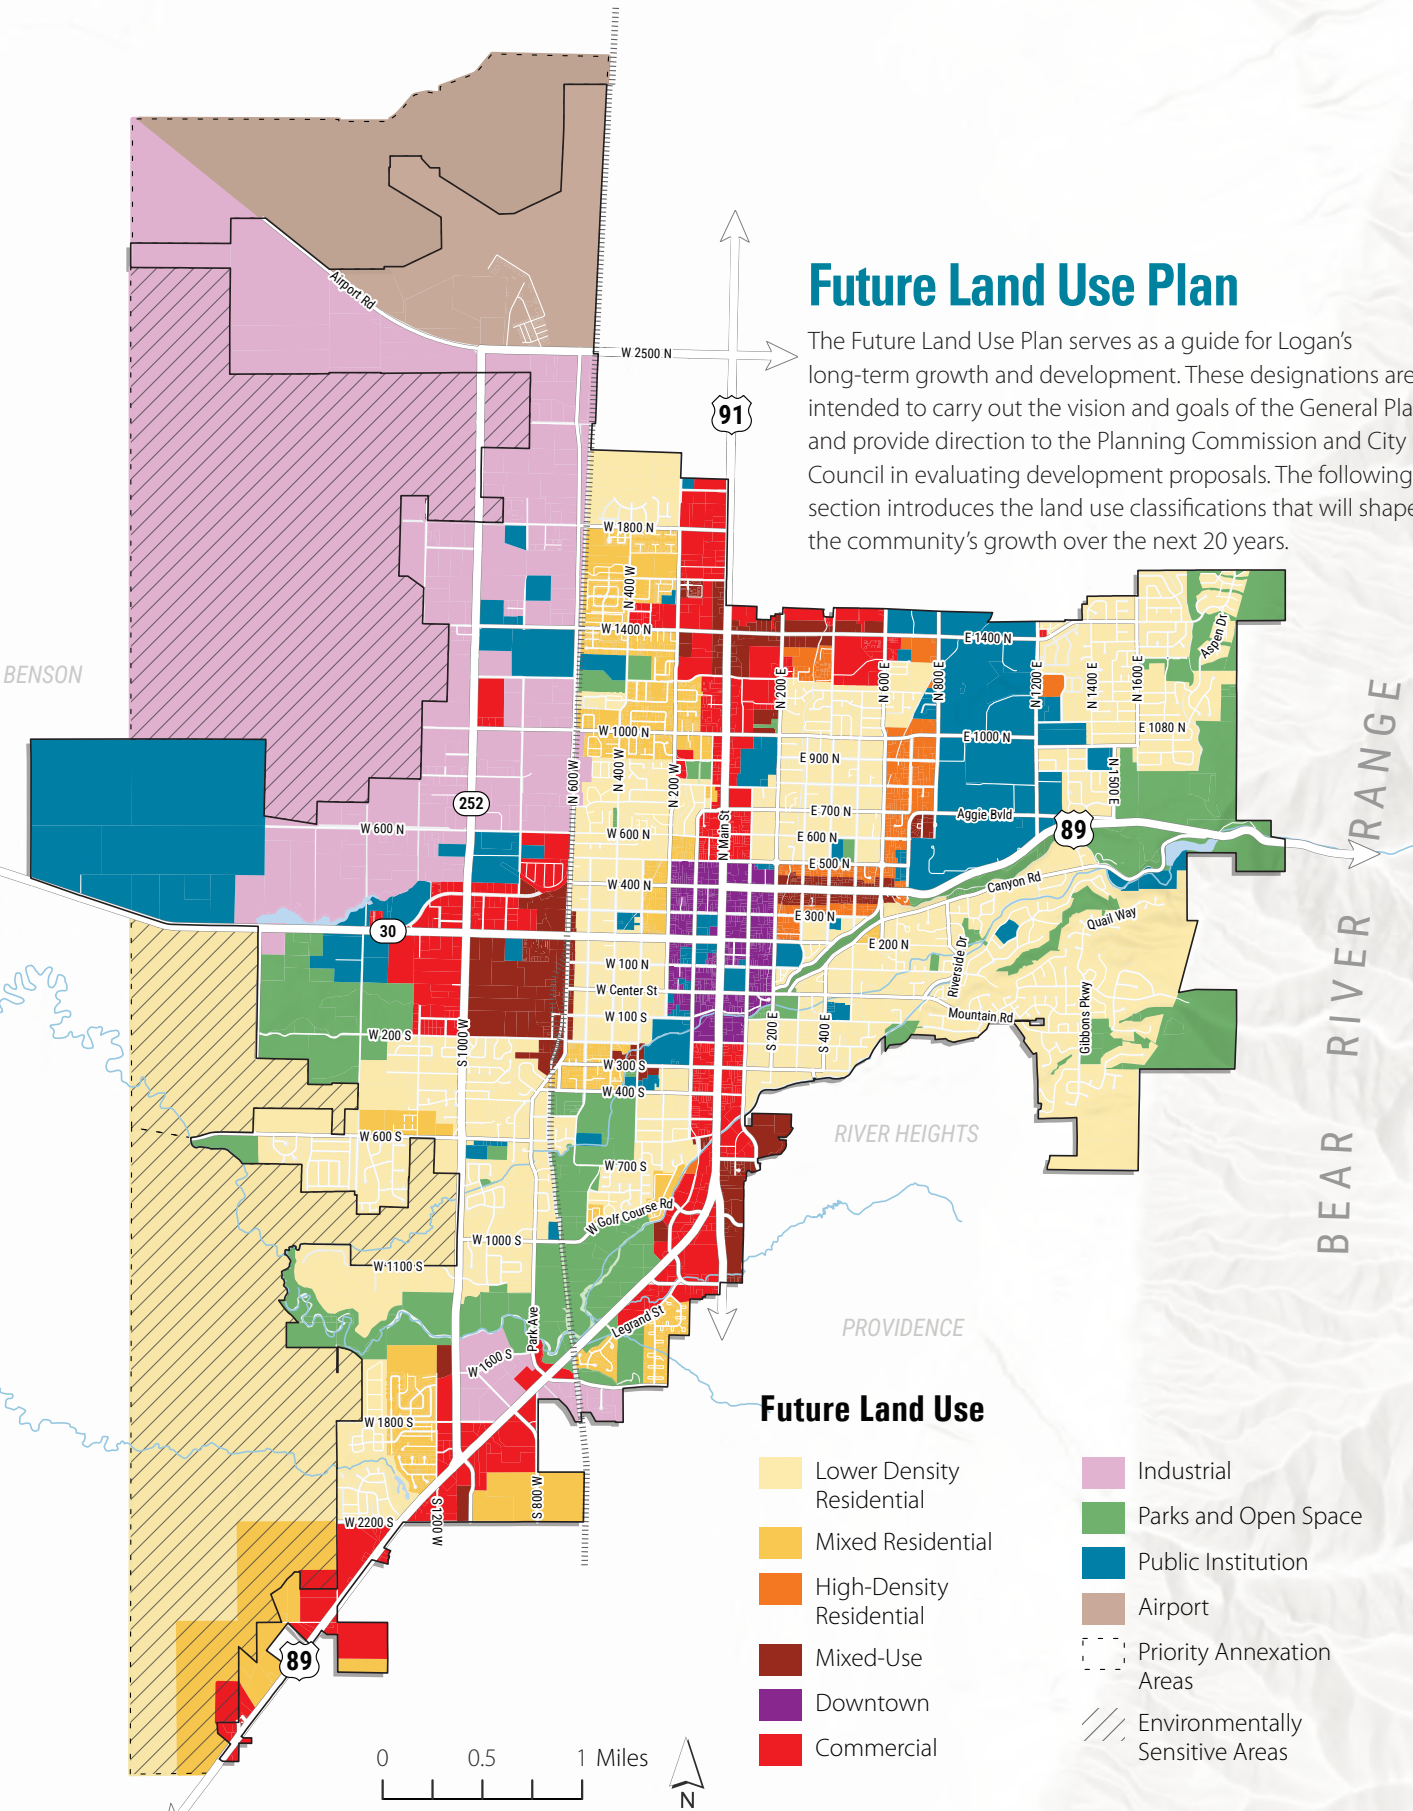 Future Land Use Plan
The Future Land Use Plan serves as a guide for Logan's
long-term growth and development. These designations are
intended to carry out the vision and goals of the General Pla
and provide direction to the Planning Commission and City
Council in evaluating development proposals. The following
section introduces the land use classifications that will shape
the community's growth over the next 20 years.
Airport Rd
W 2500 N
91
W 1800 N
N 400 W
W 1400 N
E 1400 N
Aspen Dr
BENSON
N 200 E
N 600 E
N 800 E
N 1200 E
N 1400 E
N 1600 E
W 1000 N
E 1000 N
E 1080 N
N 600 W
N 400 W
N 200 W
E 900 N
N 1500 E
252
W 600 N
W 600 N
N Main St
E 700 N
E 600 N
E 500 N
Aggie Bvld
89
W 400 N
Canyon Rd
E 300 N
Quail Way
30
E 200 N
W 100 N
Riverside Dr
W Center St
W 100 S
Mountain Rd
Gibbons Pkwy
W 200 S
S 1000 W
S 200 E
S 400 E
W 300 S
W 400 S
W 600 S
W 700 S
RIVER HEIGHTS
W Golf Course Rd
W 1000 S
W 1100 S
BEAR RIVER RANGE
Park Ave
Legrand St
PROVIDENCE
W 1600 S
W 1800 S
S 1200 W
W 800 S
W 2200 S
89
Future Land Use
Lower Density
Residential
Mixed Residential
High-Density
Residential
Mixed-Use
Downtown
Commercial
Industrial
Parks and Open Space
Public Institution
Airport
Priority Annexation
Areas
Environmentally
Sensitive Areas
0 0.5 1 Miles
N